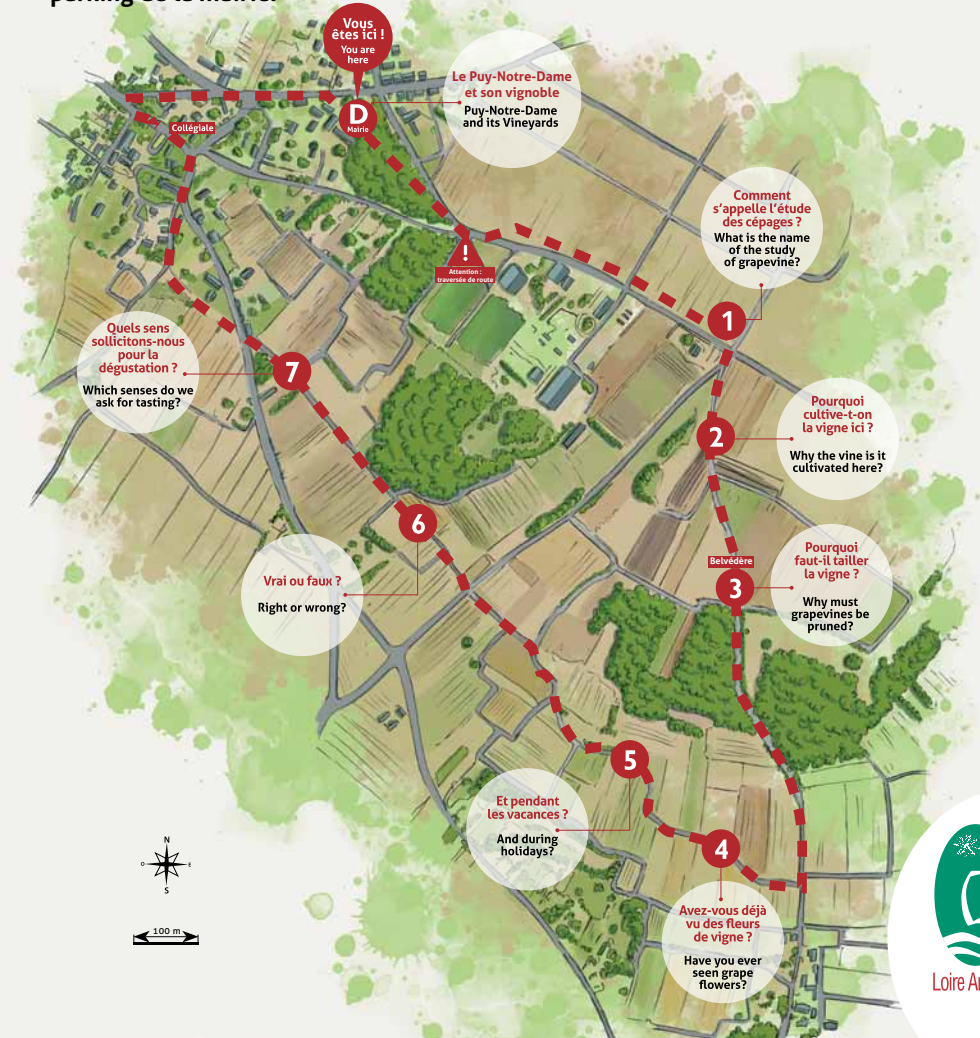 Vous
êtes ici !
You are
here
D
Mairie
Le Puy-Notre-Dame
et son vignoble
Puy-Notre-Dame
and its Vineyards
Collégiale
!
Attention :
traversée de route
Comment
s'appelle l'étude
des cépages ?
What is the name
of the study
of grapevine?
1
Quels sens
sollicitons-nous
pour la
dégustation ?
Which senses do we
ask for tasting?
7
2
Pourquoi
cultive-t-on
la vigne ici ?
Why the vine is it
cultivated here?
6
Vrai ou faux ?
Right or wrong?
Belvédère
3
Pourquoi
faut-il tailler
la vigne ?
Why must
grapevines be
pruned?
5
Et pendant
les vacances ?
And during
holidays?
4
Avez-vous déjà
vu des fleurs
de vigne ?
Have you ever
seen grape
flowers?
N
O
E
S
100 m
Loire